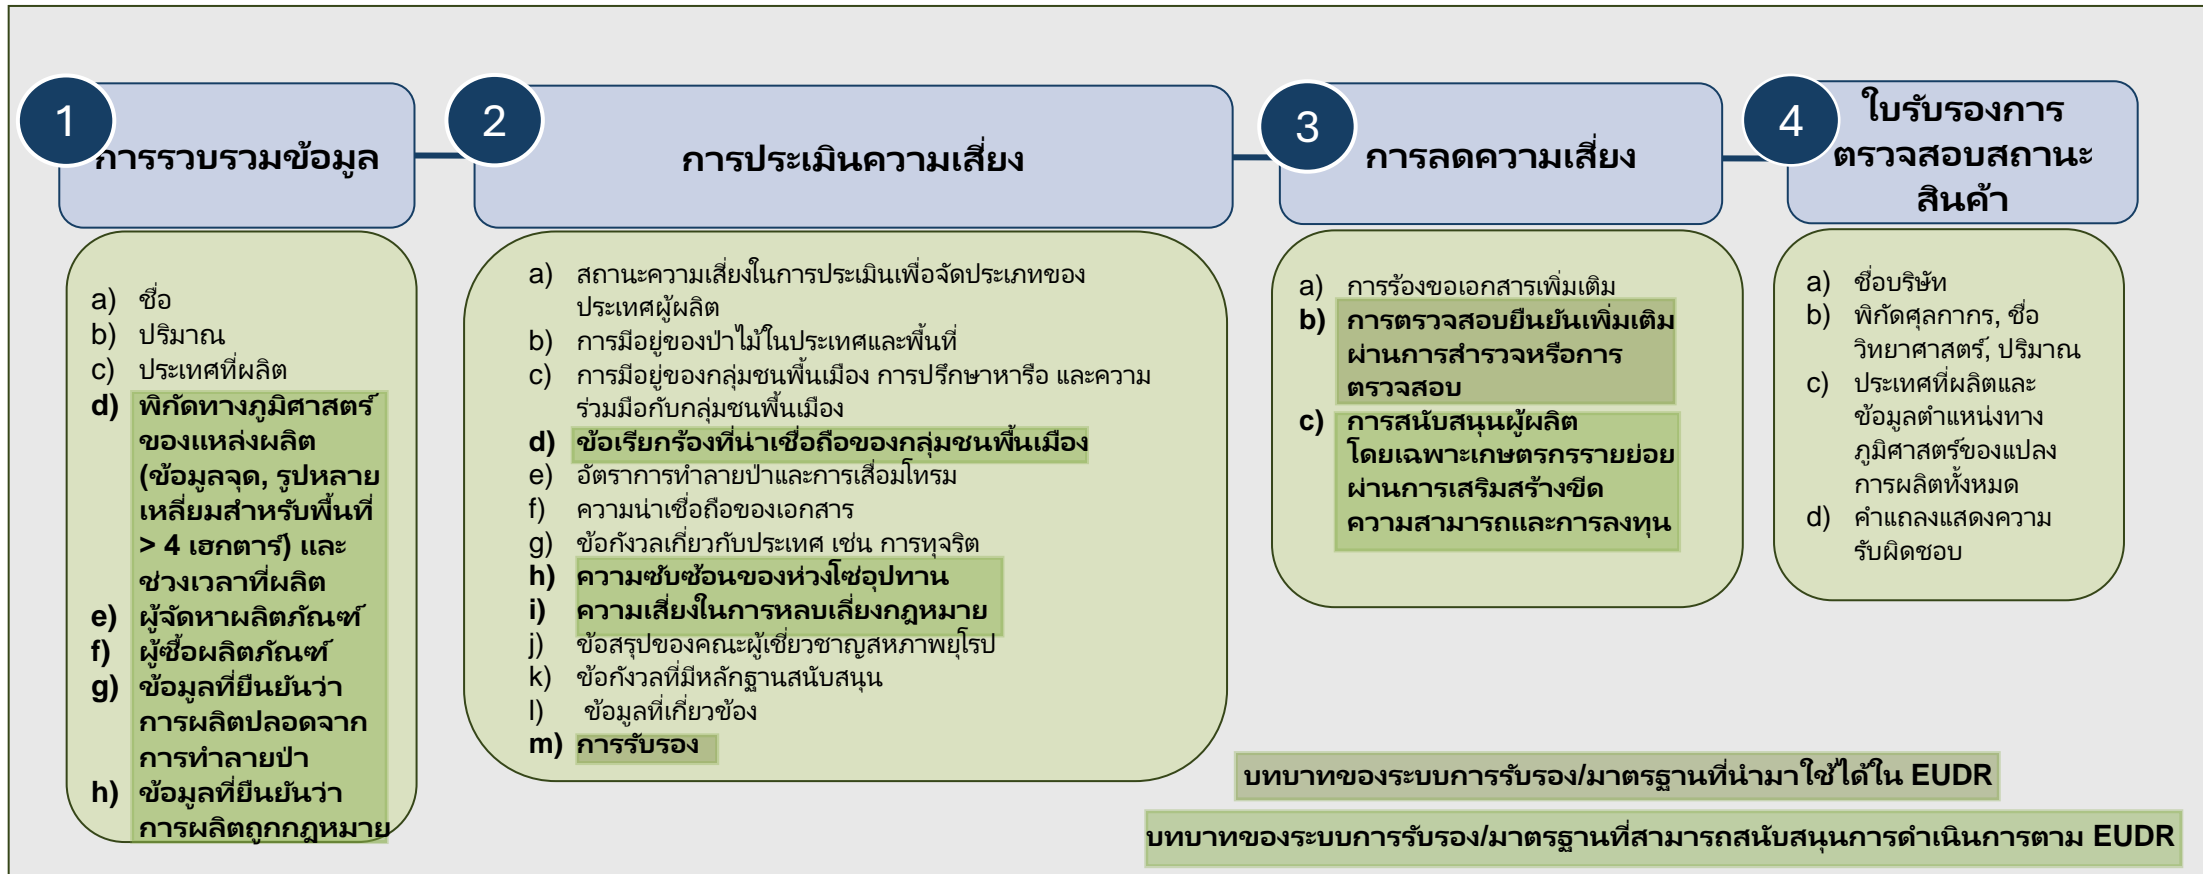 1
การรวบรวมข้อมูล
a) ชื่อ
b) ปริมาณ
c) ประเทศที่ผลิต
d) พิกัดทางภูมิศาสตร์
ของแหล่งผลิต
(ข้อมูลจุด, รูปหลาย
เหลี่ยมสำหรับพื้นที่
> 4 เฮกตาร์) และ
ช่วงเวลาที่ผลิต
e) ผู้จัดหาผลิตภัณฑ์
f) ผู้ซื้อผลิตภัณฑ์
g) ข้อมูลที่ยืนยันว่า
การผลิตปลอดจาก
การทำลายป่า
h) ข้อมูลที่ยืนยันว่า
การผลิตถูกกฎหมาย
2
การประเมินความเสี่ยง
a) สถานะความเสี่ยงในการประเมินเพื่อจัดประเภทของ
ประเทศผู้ผลิต
b) การมีอยู่ของป่าไม้ในประเทศและพื้นที่
c) การมีอยู่ของกลุ่มชนพื้นเมือง การปรึกษาหารือ และความ
ร่วมมือกับกลุ่มชนพื้นเมือง
d) ข้อเรียกร้องที่น่าเชื่อถือของกลุ่มชนพื้นเมือง
e) อัตราการทำลายป่าและการเสื่อมโทรม
f) ความน่าเชื่อถือของเอกสาร
g) ข้อกังวลเกี่ยวกับประเทศ เช่น การทุจริต
h) ความซับซ้อนของห่วงโซ่อุปทาน
i) ความเสี่ยงในการหลบเลี่ยงกฎหมาย
j) ข้อสรุปของคณะผู้เชี่ยวชาญสหภาพยุโรป
k) ข้อกังวลที่มีหลักฐานสนับสนุน
l) ข้อมูลที่เกี่ยวข้อง
m) การรับรอง
3
การลดความเสี่ยง
a) การร้องขอเอกสารเพิ่มเติม
b) การตรวจสอบยืนยันเพิ่มเติม
ผ่านการสำรวจหรือการ
ตรวจสอบ
c) การสนับสนุนผู้ผลิต
โดยเฉพาะเกษตรกรรายย่อย
ผ่านการเสริมสร้างขีด
ความสามารถและการลงทุน
4
ใบรับรองการ
ตรวจสอบสถานะ
สินค้า
a) ชื่อบริษัท
b) พิกัดศุลกากร, ชื่อ
วิทยาศาสตร์, ปริมาณ
c) ประเทศที่ผลิตและ
ข้อมูลตำแหน่งทาง
ภูมิศาสตร์ของแปลง
การผลิตทั้งหมด
d) คำแถลงแสดงความ
รับผิดชอบ
บทบาทของระบบการรับรอง/มาตรฐานที่นำมาใช้ได้ใน EUDR
บทบาทของระบบการรับรอง/มาตรฐานที่สามารถสนับสนุนการดำเนินการตาม EUDR